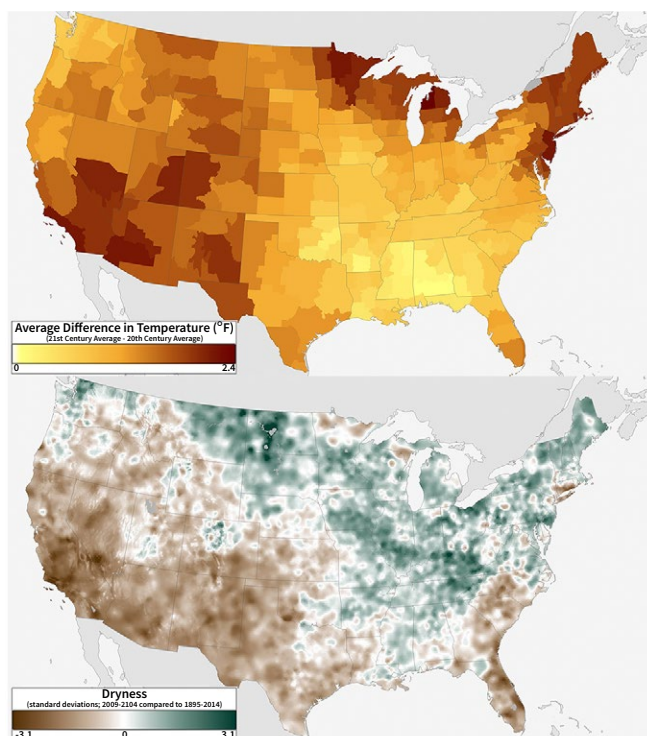 Average Difference in Temperature (°F)
(21st Century Average - 20th Century Average)
0 2.4
Dryness
(standard deviations; 2009-2104 compared to 1895-2014)
-3.1 0 3.1